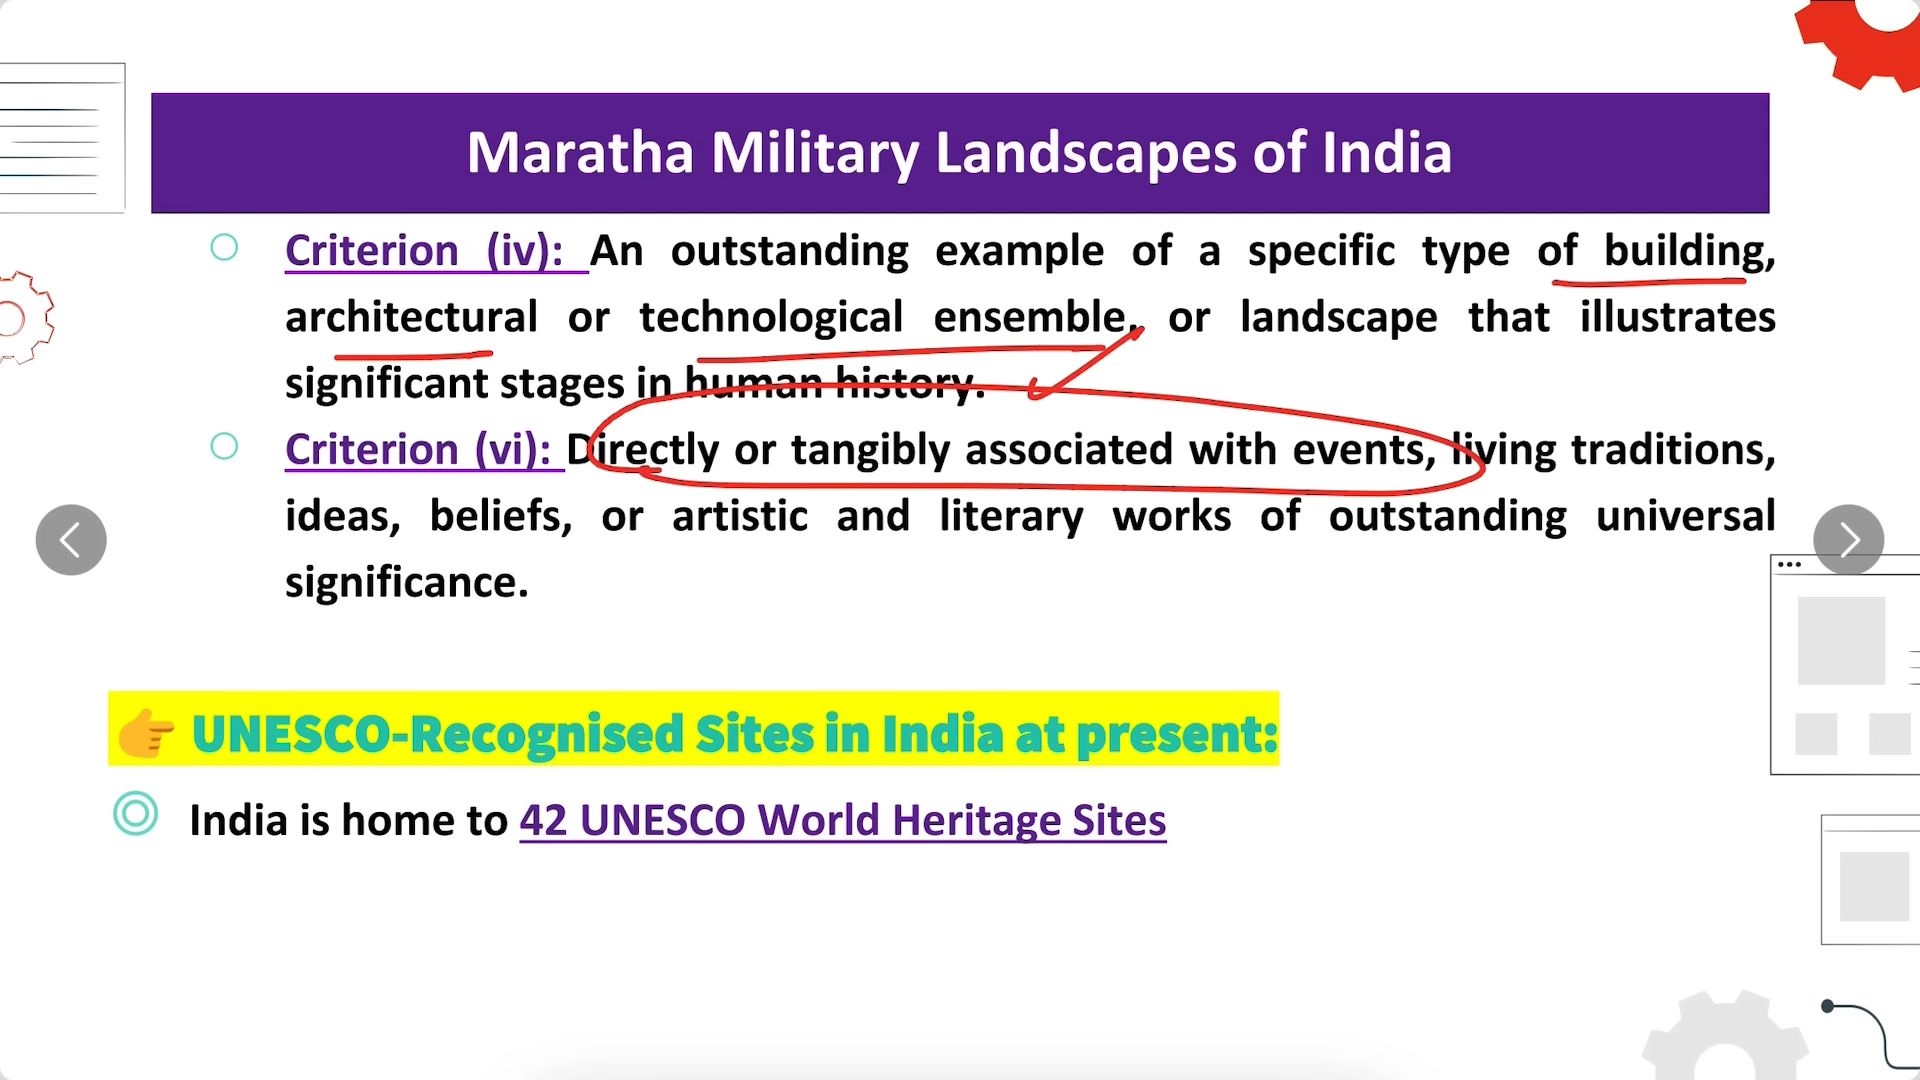 Maratha Military Landscapes of India
Criterion (iv): An outstanding example of a specific type of building,
architectural or technological ensemble, or landscape that illustrates
significant stages in human history.
Criterion (vi): Directly or tangibly associated with events, living traditions,
ideas, beliefs, or artistic and literary works of outstanding universal
significance.
👉 UNESCO-Recognised Sites in India at present:
India is home to 42 UNESCO World Heritage Sites